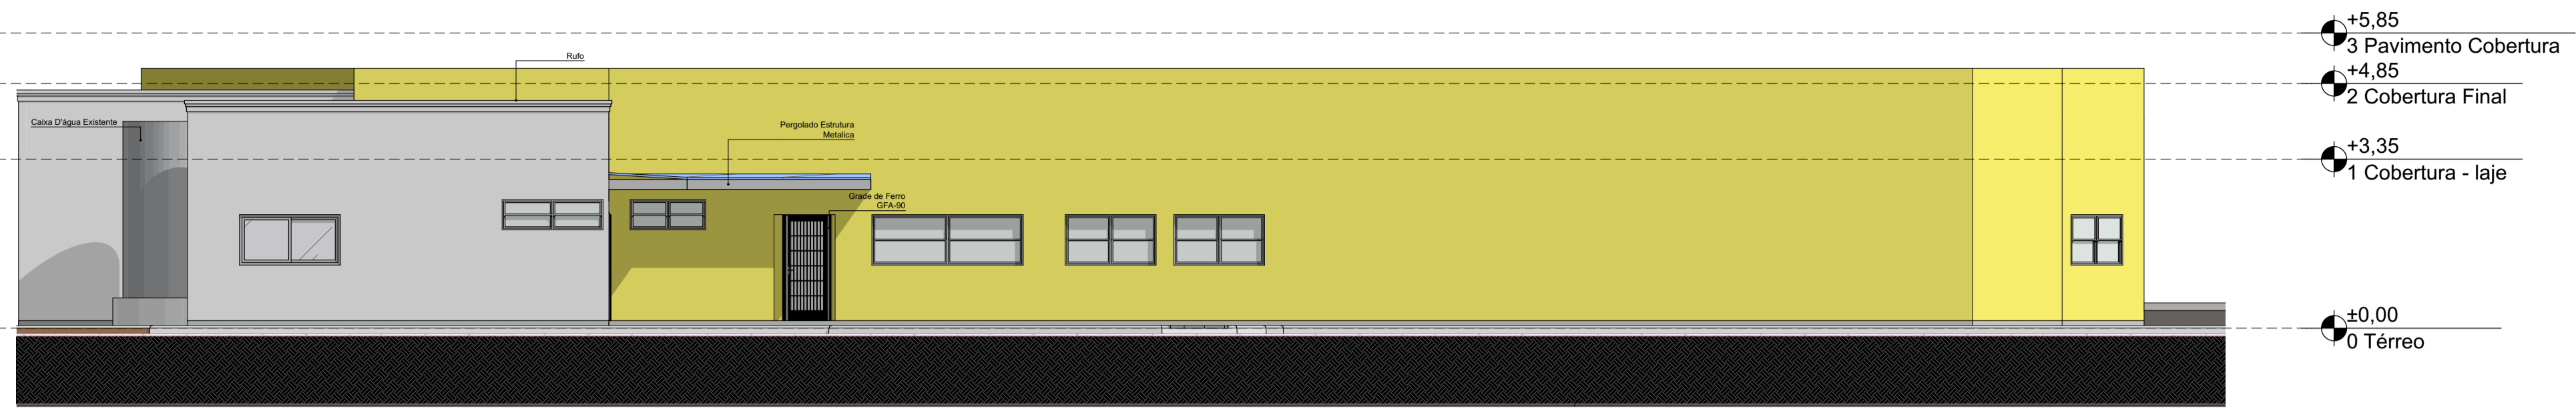 +5,85
3 Pavimento Cobertura
Rufo
+4,85
2 Cobertura Final
Caixa D'água Existente
Pergolado Estrutura
Metalica
+3,35
1 Cobertura - laje
Grade de Ferro
GFA-90
±0,00
0 Térreo